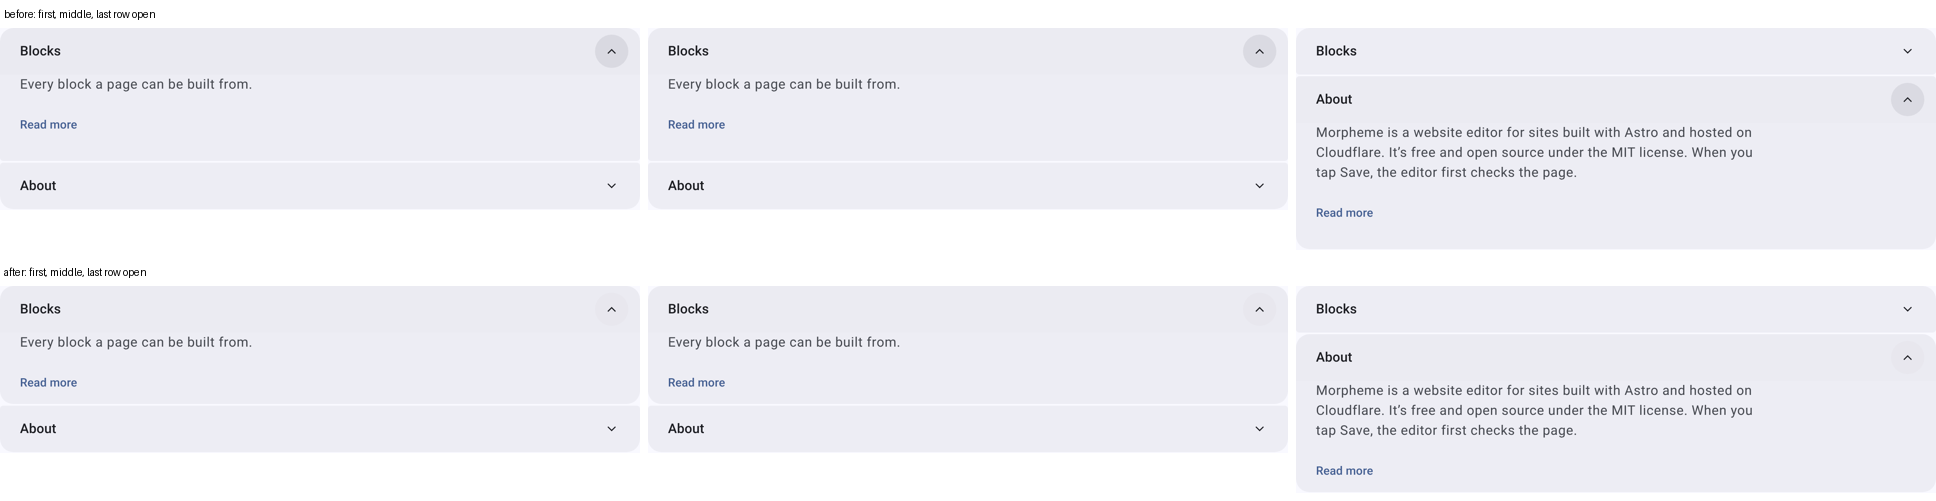 before: first, middle, last row open
Blocks
Every block a page can be built from.
Read more
About
Blocks
Every block a page can be built from.
Read more
About
Blocks
About
Morpheme is a website editor for sites built with Astro and hosted on
Cloudflare. It’s free and open source under the MIT license. When you
tap Save, the editor first checks the page.
Read more
after: first, middle, last row open
Blocks
Every block a page can be built from.
Read more
About
Blocks
Every block a page can be built from.
Read more
About
Blocks
About
Morpheme is a website editor for sites built with Astro and hosted on
Cloudflare. It’s free and open source under the MIT license. When you
tap Save, the editor first checks the page.
Read more